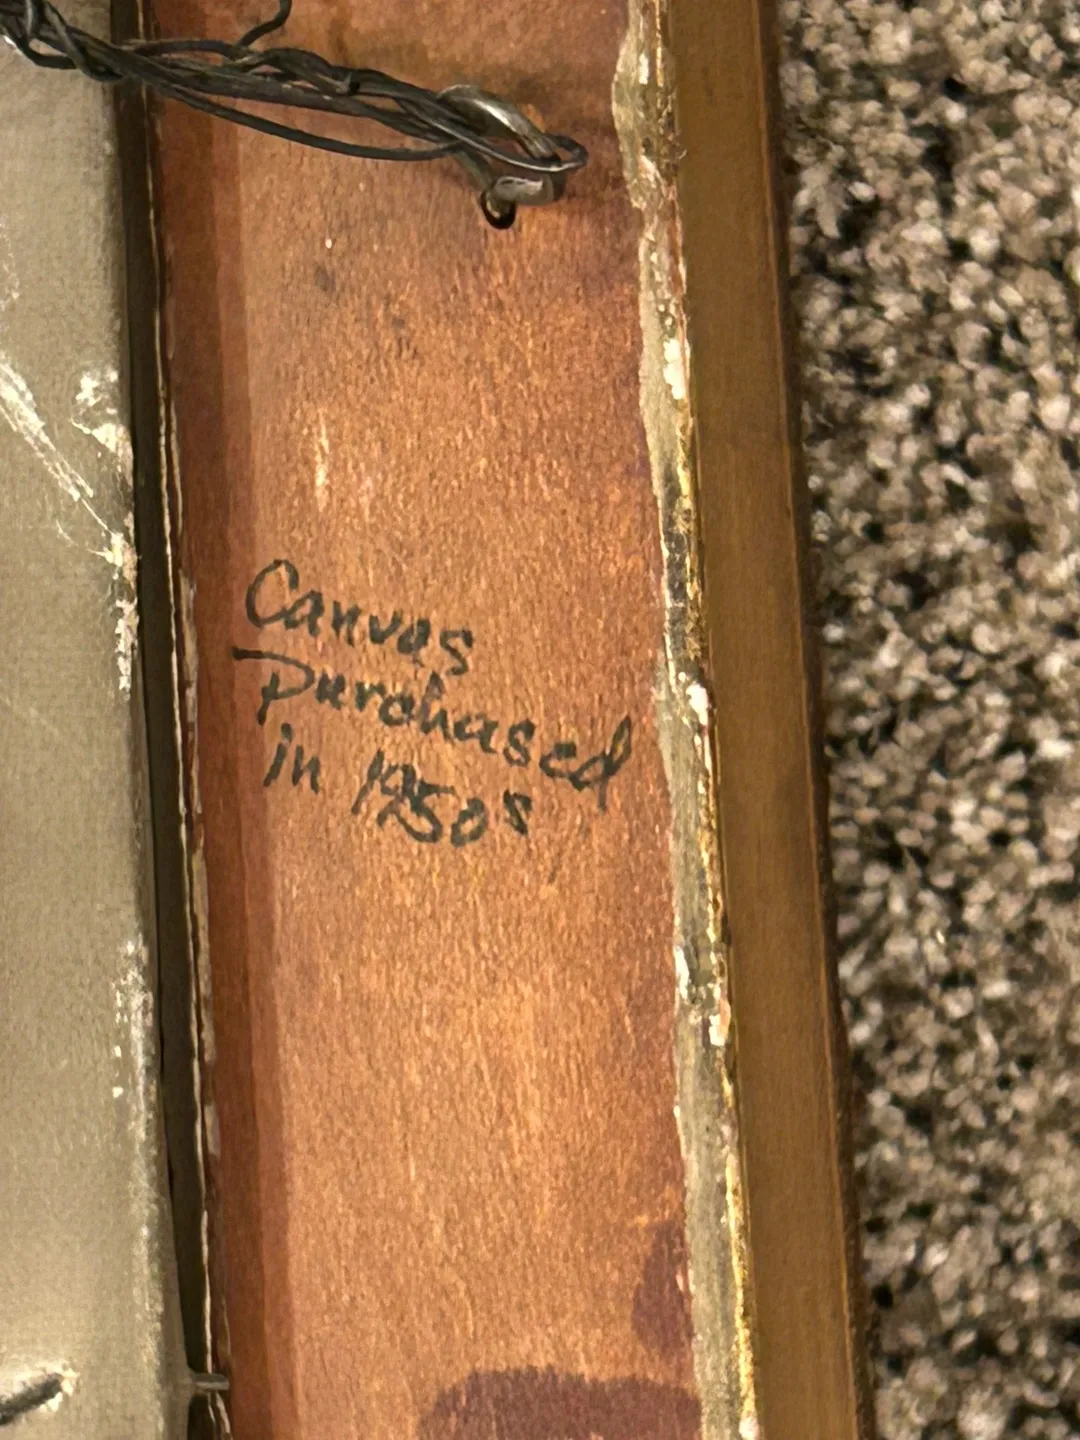 Canvas
Purchased
in 1950s